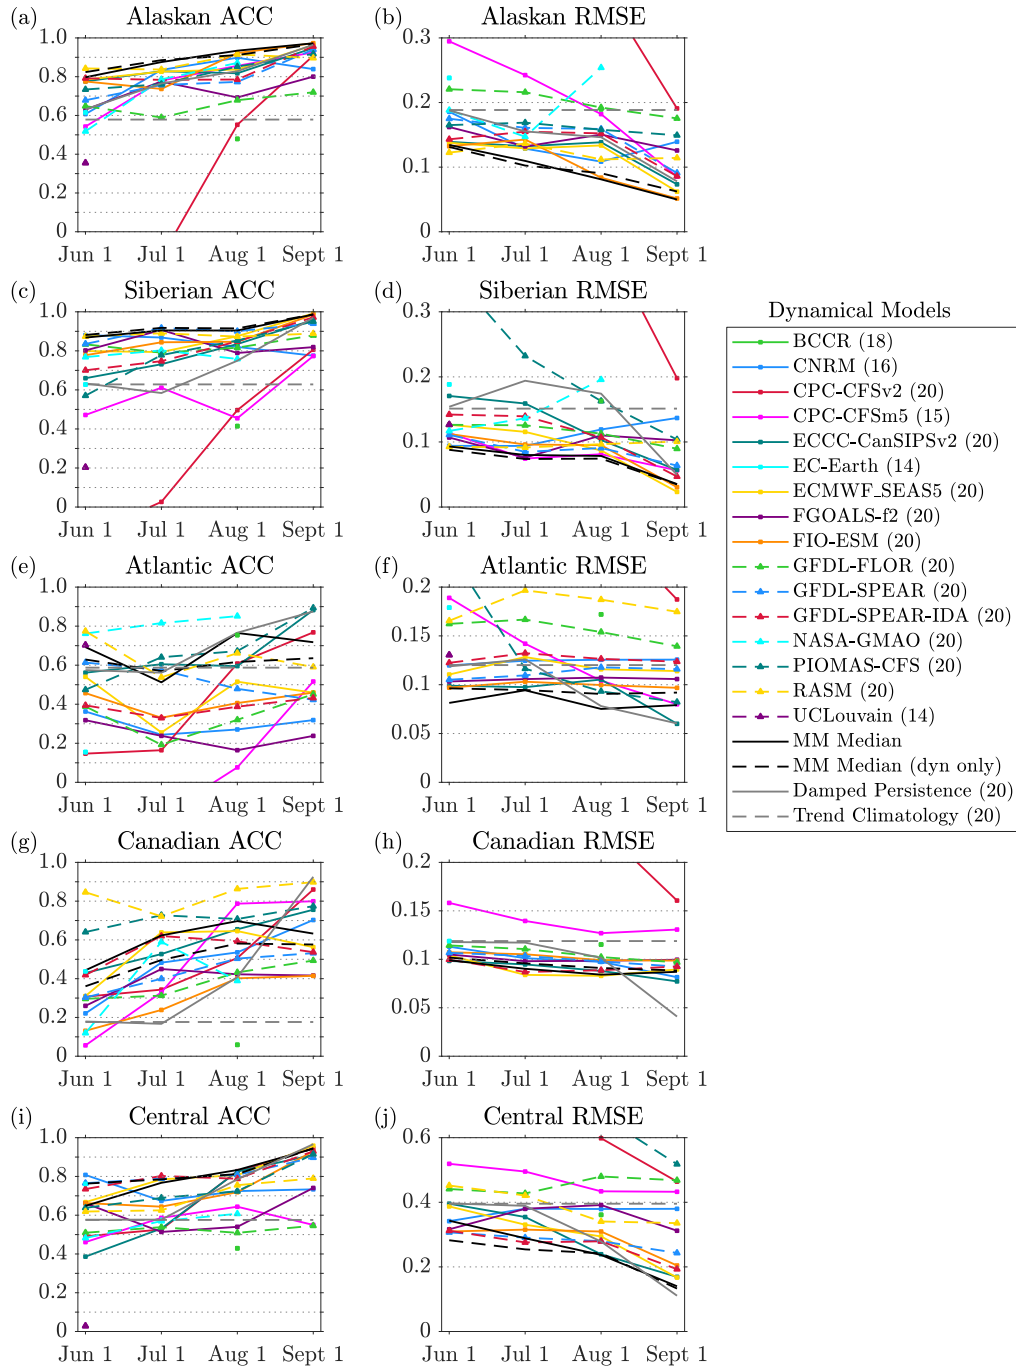 (a) Alaskan ACC
1.0
0.8
0.6
0.4
0.2
0
Jun 1 Jul 1 Aug 1 Sept 1
(b) Alaskan RMSE
0.3
0.2
0.1
0
Jun 1 Jul 1 Aug 1 Sept 1
(c) Siberian ACC
1.0
0.8
0.6
0.4
0.2
0
Jun 1 Jul 1 Aug 1 Sept 1
(d) Siberian RMSE
0.3
0.2
0.1
0
Jun 1 Jul 1 Aug 1 Sept 1
(e) Atlantic ACC
1.0
0.8
0.6
0.4
0.2
0
Jun 1 Jul 1 Aug 1 Sept 1
(f) Atlantic RMSE
0.2
0.15
0.1
0.05
0
Jun 1 Jul 1 Aug 1 Sept 1
(g) Canadian ACC
1.0
0.8
0.6
0.4
0.2
0
Jun 1 Jul 1 Aug 1 Sept 1
(h) Canadian RMSE
0.2
0.15
0.1
0.05
0
Jun 1 Jul 1 Aug 1 Sept 1
(i) Central ACC
1.0
0.8
0.6
0.4
0.2
0
Jun 1 Jul 1 Aug 1 Sept 1
(j) Central RMSE
0.6
0.4
0.2
0
Jun 1 Jul 1 Aug 1 Sept 1
Dynamical Models
BCCR (18)
CNRM (16)
CPC-CFSv2 (20)
CPC-CFSm5 (15)
ECCC-CanSIPSv2 (20)
EC-Earth (14)
ECMWF_SEAS5 (20)
FGOALS-f2 (20)
FIO-ESM (20)
GFDL-FLOR (20)
GFDL-SPEAR (20)
GFDL-SPEAR-IDA (20)
NASA-GMAO (20)
PIOMAS-CFS (20)
RASM (20)
UCLouvain (14)
MM Median
MM Median (dyn only)
Damped Persistence (20)
Trend Climatology (20)